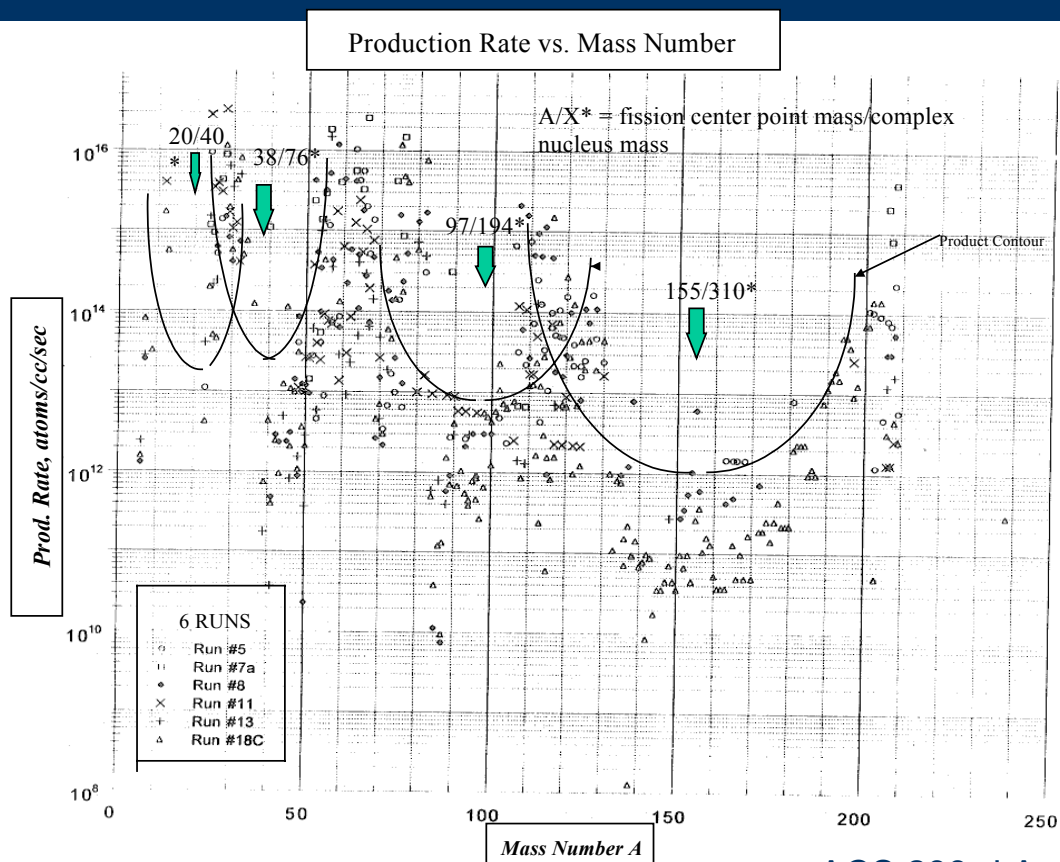 Production Rate vs. Mass Number
A/X* = fission center point mass/complex
nucleus mass
20/40
*
38/76*
97/194*
155/310*
Product Contour
Prod. Rate, atoms/cc/sec
10^16
10^14
10^12
10^10
10^8
6 RUNS
Run #5
Run #7a
Run #8
Run #11
Run #13
Run #18C
0 50 100 150 200 250
Mass Number A